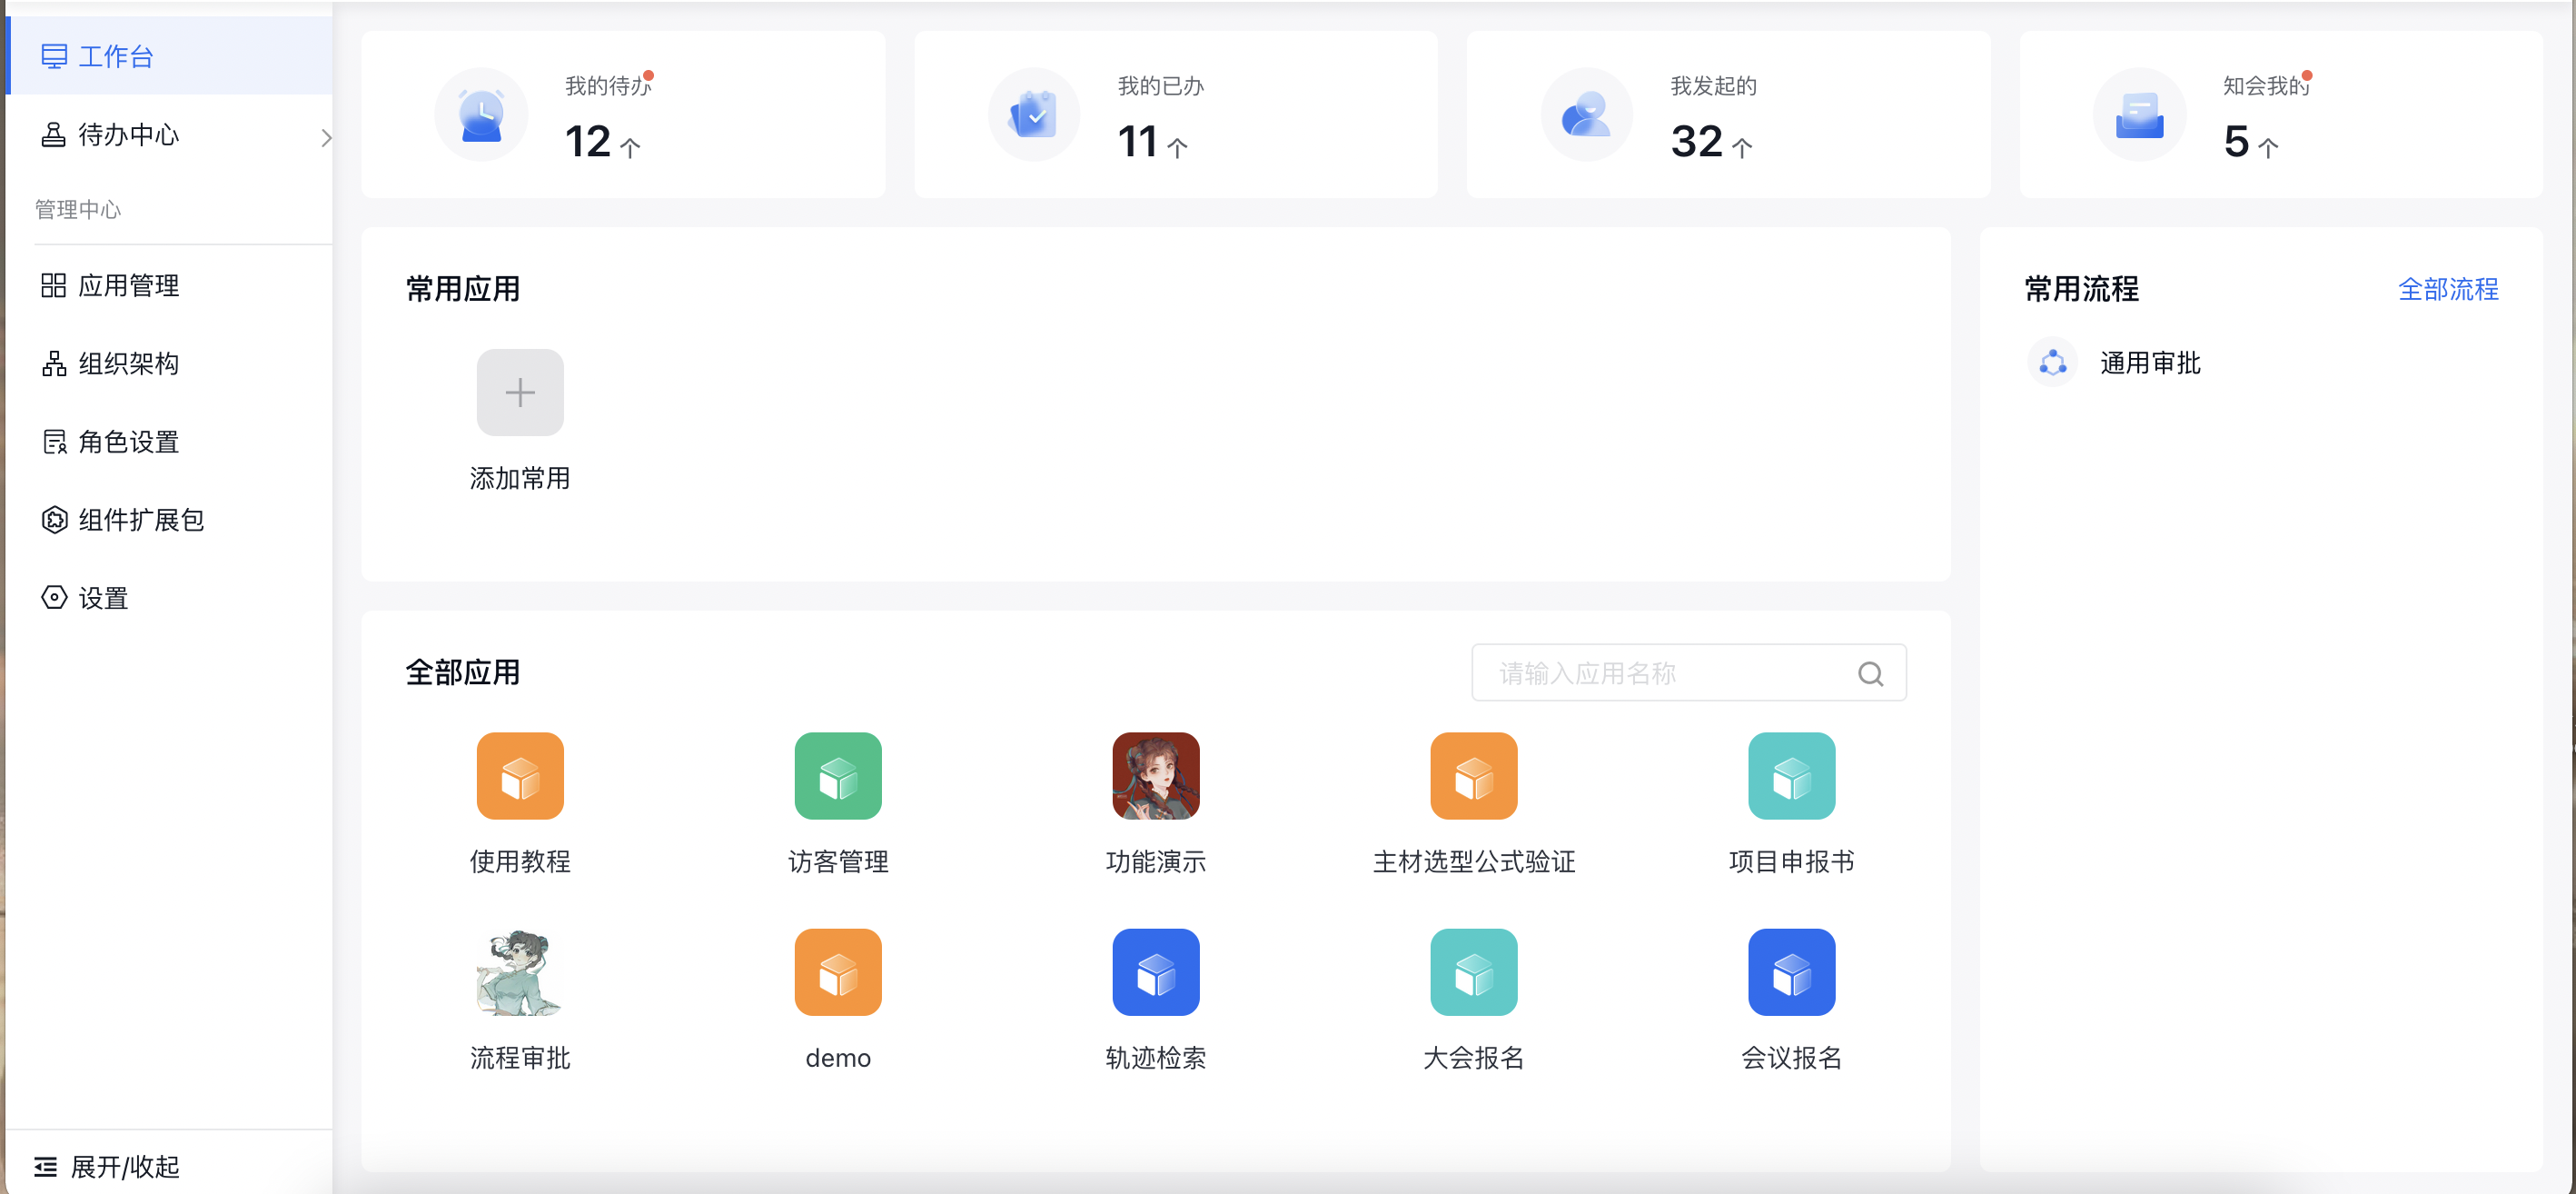 工作台
待办中心
管理中心
应用管理
组织架构
角色设置
组件扩展包
设置
展开/收起
我的待办
12 个
我的已办
11 个
我发起的
32 个
知会我的
5 个
常用应用
添加常用
常用流程
全部流程
通用审批
全部应用
请输入应用名称
使用教程
访客管理
功能演示
主材选型公式验证
项目申报书
流程审批
demo
轨迹检索
大会报名
会议报名